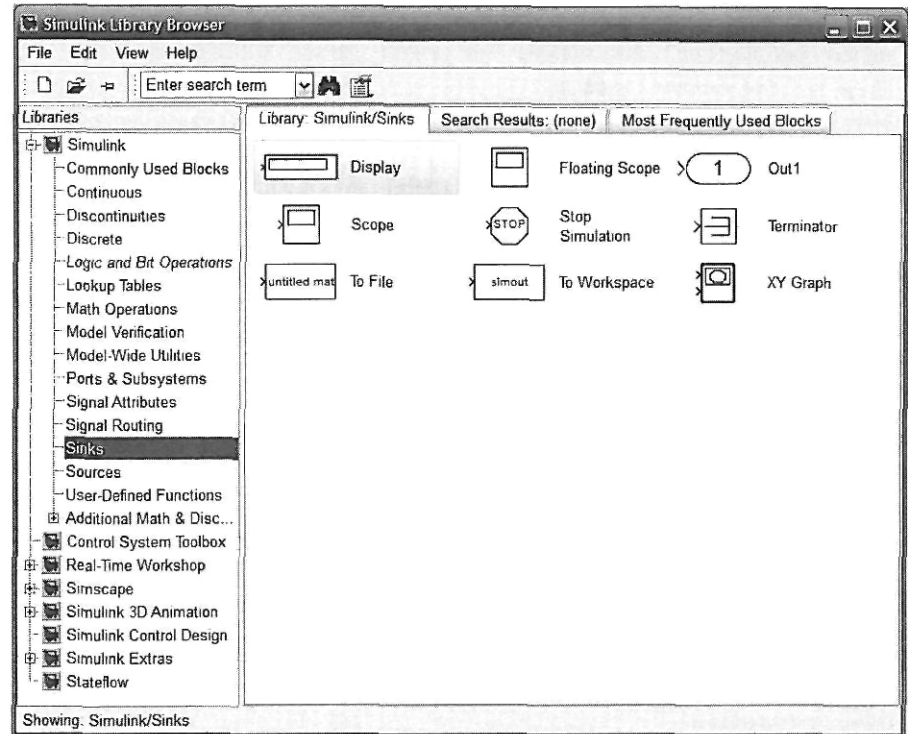 Simulink Library Browser
File Edit View Help
Enter search term
Libraries
Library: Simulink/Sinks
Search Results: (none)
Most Frequently Used Blocks
Simulink
Commonly Used Blocks
Continuous
Discontinuities
Discrete
Logic and Bit Operations
Lookup Tables
Math Operations
Model Verification
Model-Wide Utilities
Ports & Subsystems
Signal Attributes
Signal Routing
Sinks
Sources
User-Defined Functions
Additional Math & Disc...
Control System Toolbox
Real-Time Workshop
Simscape
Simulink 3D Animation
Simulink Control Design
Simulink Extras
Stateflow
Display
Floating Scope
1 Out1
Scope
STOP Stop
Simulation
Terminator
untitled mat To File
simout To Workspace
XY Graph
Showing: Simulink/Sinks